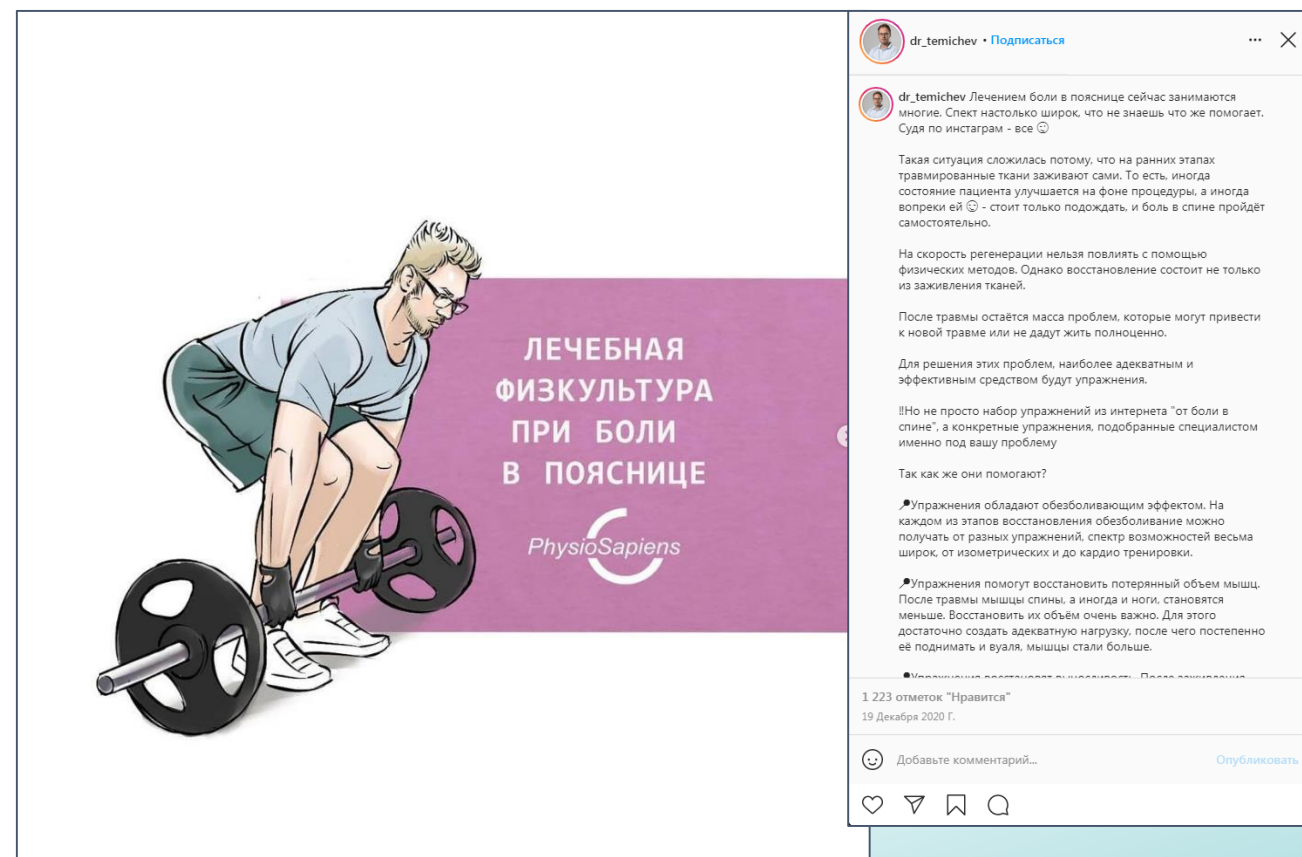 ЛЕЧЕБНАЯ
ФИЗКУЛЬТУРА
ПРИ БОЛИ
В ПОЯСНИЦЕ
PhysioSapiens
dr_temichev • Подписаться
dr_temichev Лечением боли в пояснице сейчас занимаются
многие. Спект настолько широк, что не знаешь что же помогает.
Судя по инстаграм - все
Такая ситуация сложилась потому, что на ранних этапах
травмированные ткани заживают сами. То есть, иногда
состояние пациента улучшается на фоне процедуры, а иногда
вопреки ей - стоит только подождать, и боль в спине пройдёт
самостоятельно.
На скорость регенерации нельзя повлиять с помощью
физических методов. Однако восстановление состоит не только
из заживления тканей.
После травмы остаётся масса проблем, которые могут привести
к новой травме или не дадут жить полноценно.
Для решения этих проблем, наиболее адекватным и
эффективным средством будут упражнения.
‼Но не просто набор упражнений из интернета "от боли в
спине", а конкретные упражнения, подобранные специалистом
именно под вашу проблему
Так как же они помогают?
Упражнения обладают обезболивающим эффектом. На
каждом из этапов восстановления обезболивание можно
получать от разных упражнений, спектр возможностей весьма
широк, от изометрических и до кардио тренировки.
Упражнения помогут восстановить потерянный объем мышц.
После травмы мышцы спины, а иногда и ноги, становятся
меньше. Восстановить их объём очень важно. Для этого
достаточно создать адекватную нагрузку, после чего постепенно
её поднимать и вуаля, мышцы стали больше.
Упражнения восстановят выносливость. После заживления
1 223 отметок "Нравится"
19 Декабря 2020 Г.
Добавьте комментарий...
Опубликовать